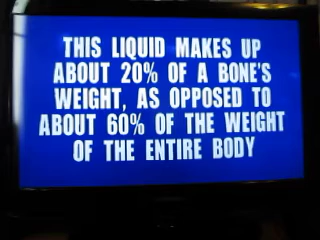 THIS LIQUID MAKES UP
ABOUT 20% OF A BONE'S
WEIGHT, AS OPPOSED TO
ABOUT 60% OF THE WEIGHT
OF THE ENTIRE BODY